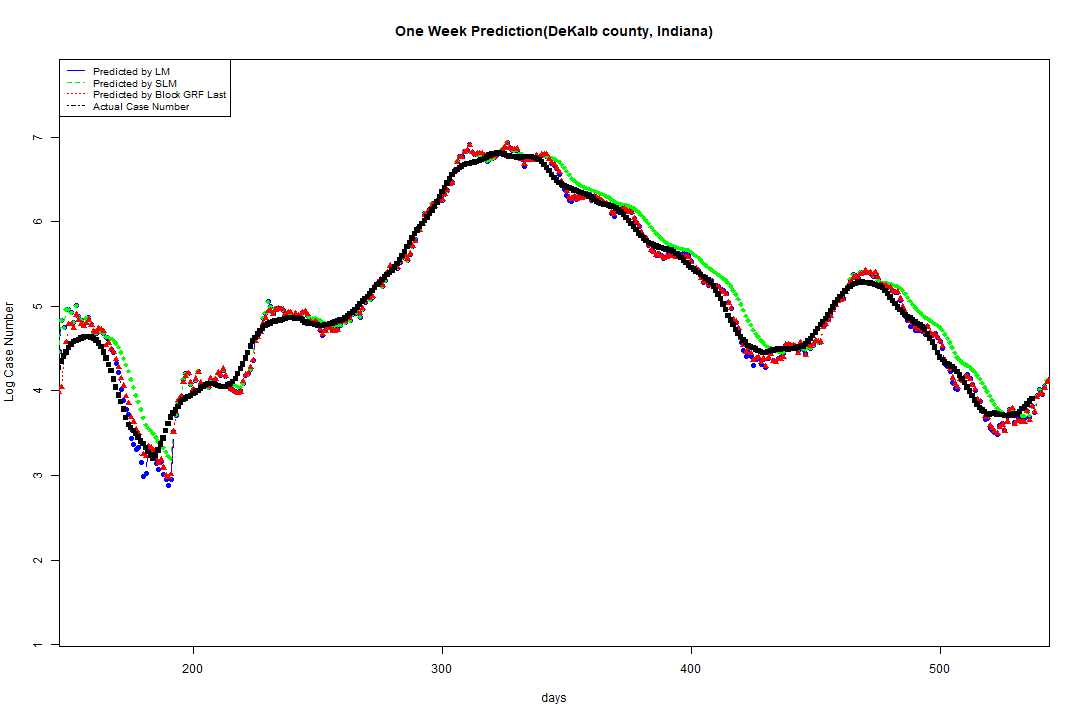 One Week Prediction(DeKalb county, Indiana)
Predicted by LM
Predicted by SLM
Predicted by Block GRF Last
Actual Case Number
7
6
5
4
3
2
1
Log Case Number
200 300 400 500
days